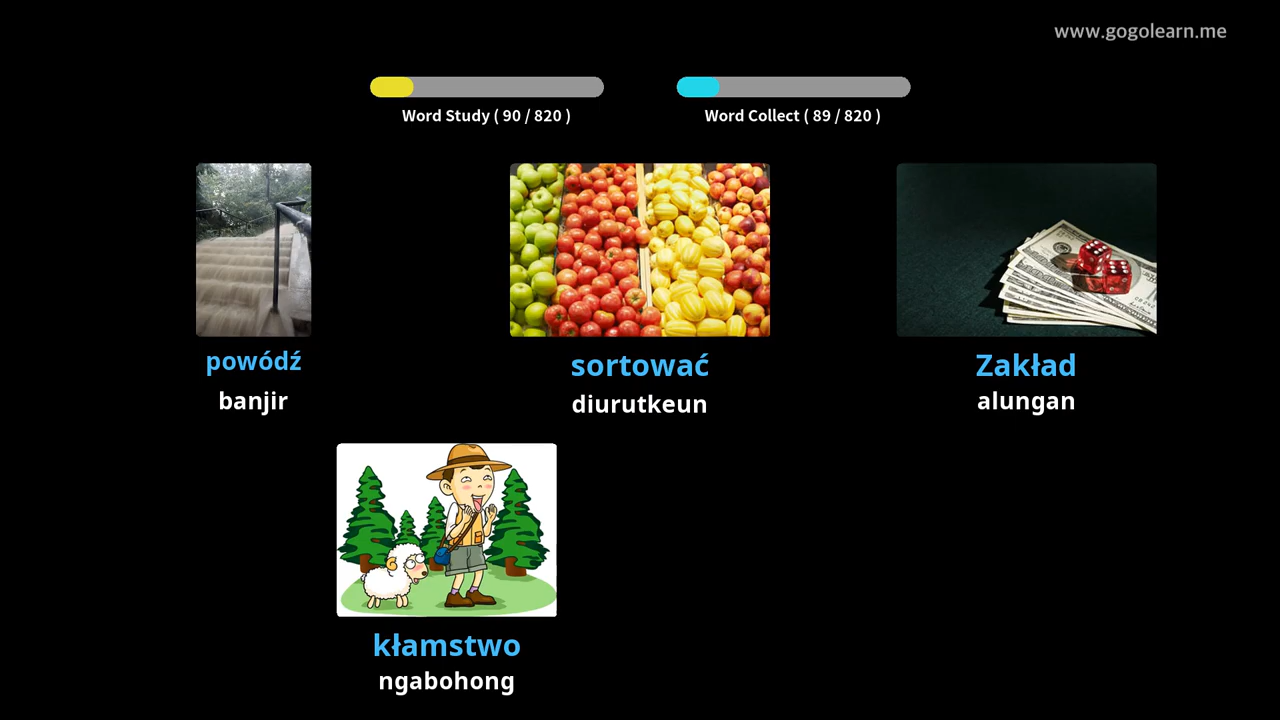 www.gogolearn.me
Word Study ( 90 / 820 )
Word Collect ( 89 / 820 )
powódź
banjir
sortować
diurutkeun
Zakład
alungan
kłamstwo
ngabohong